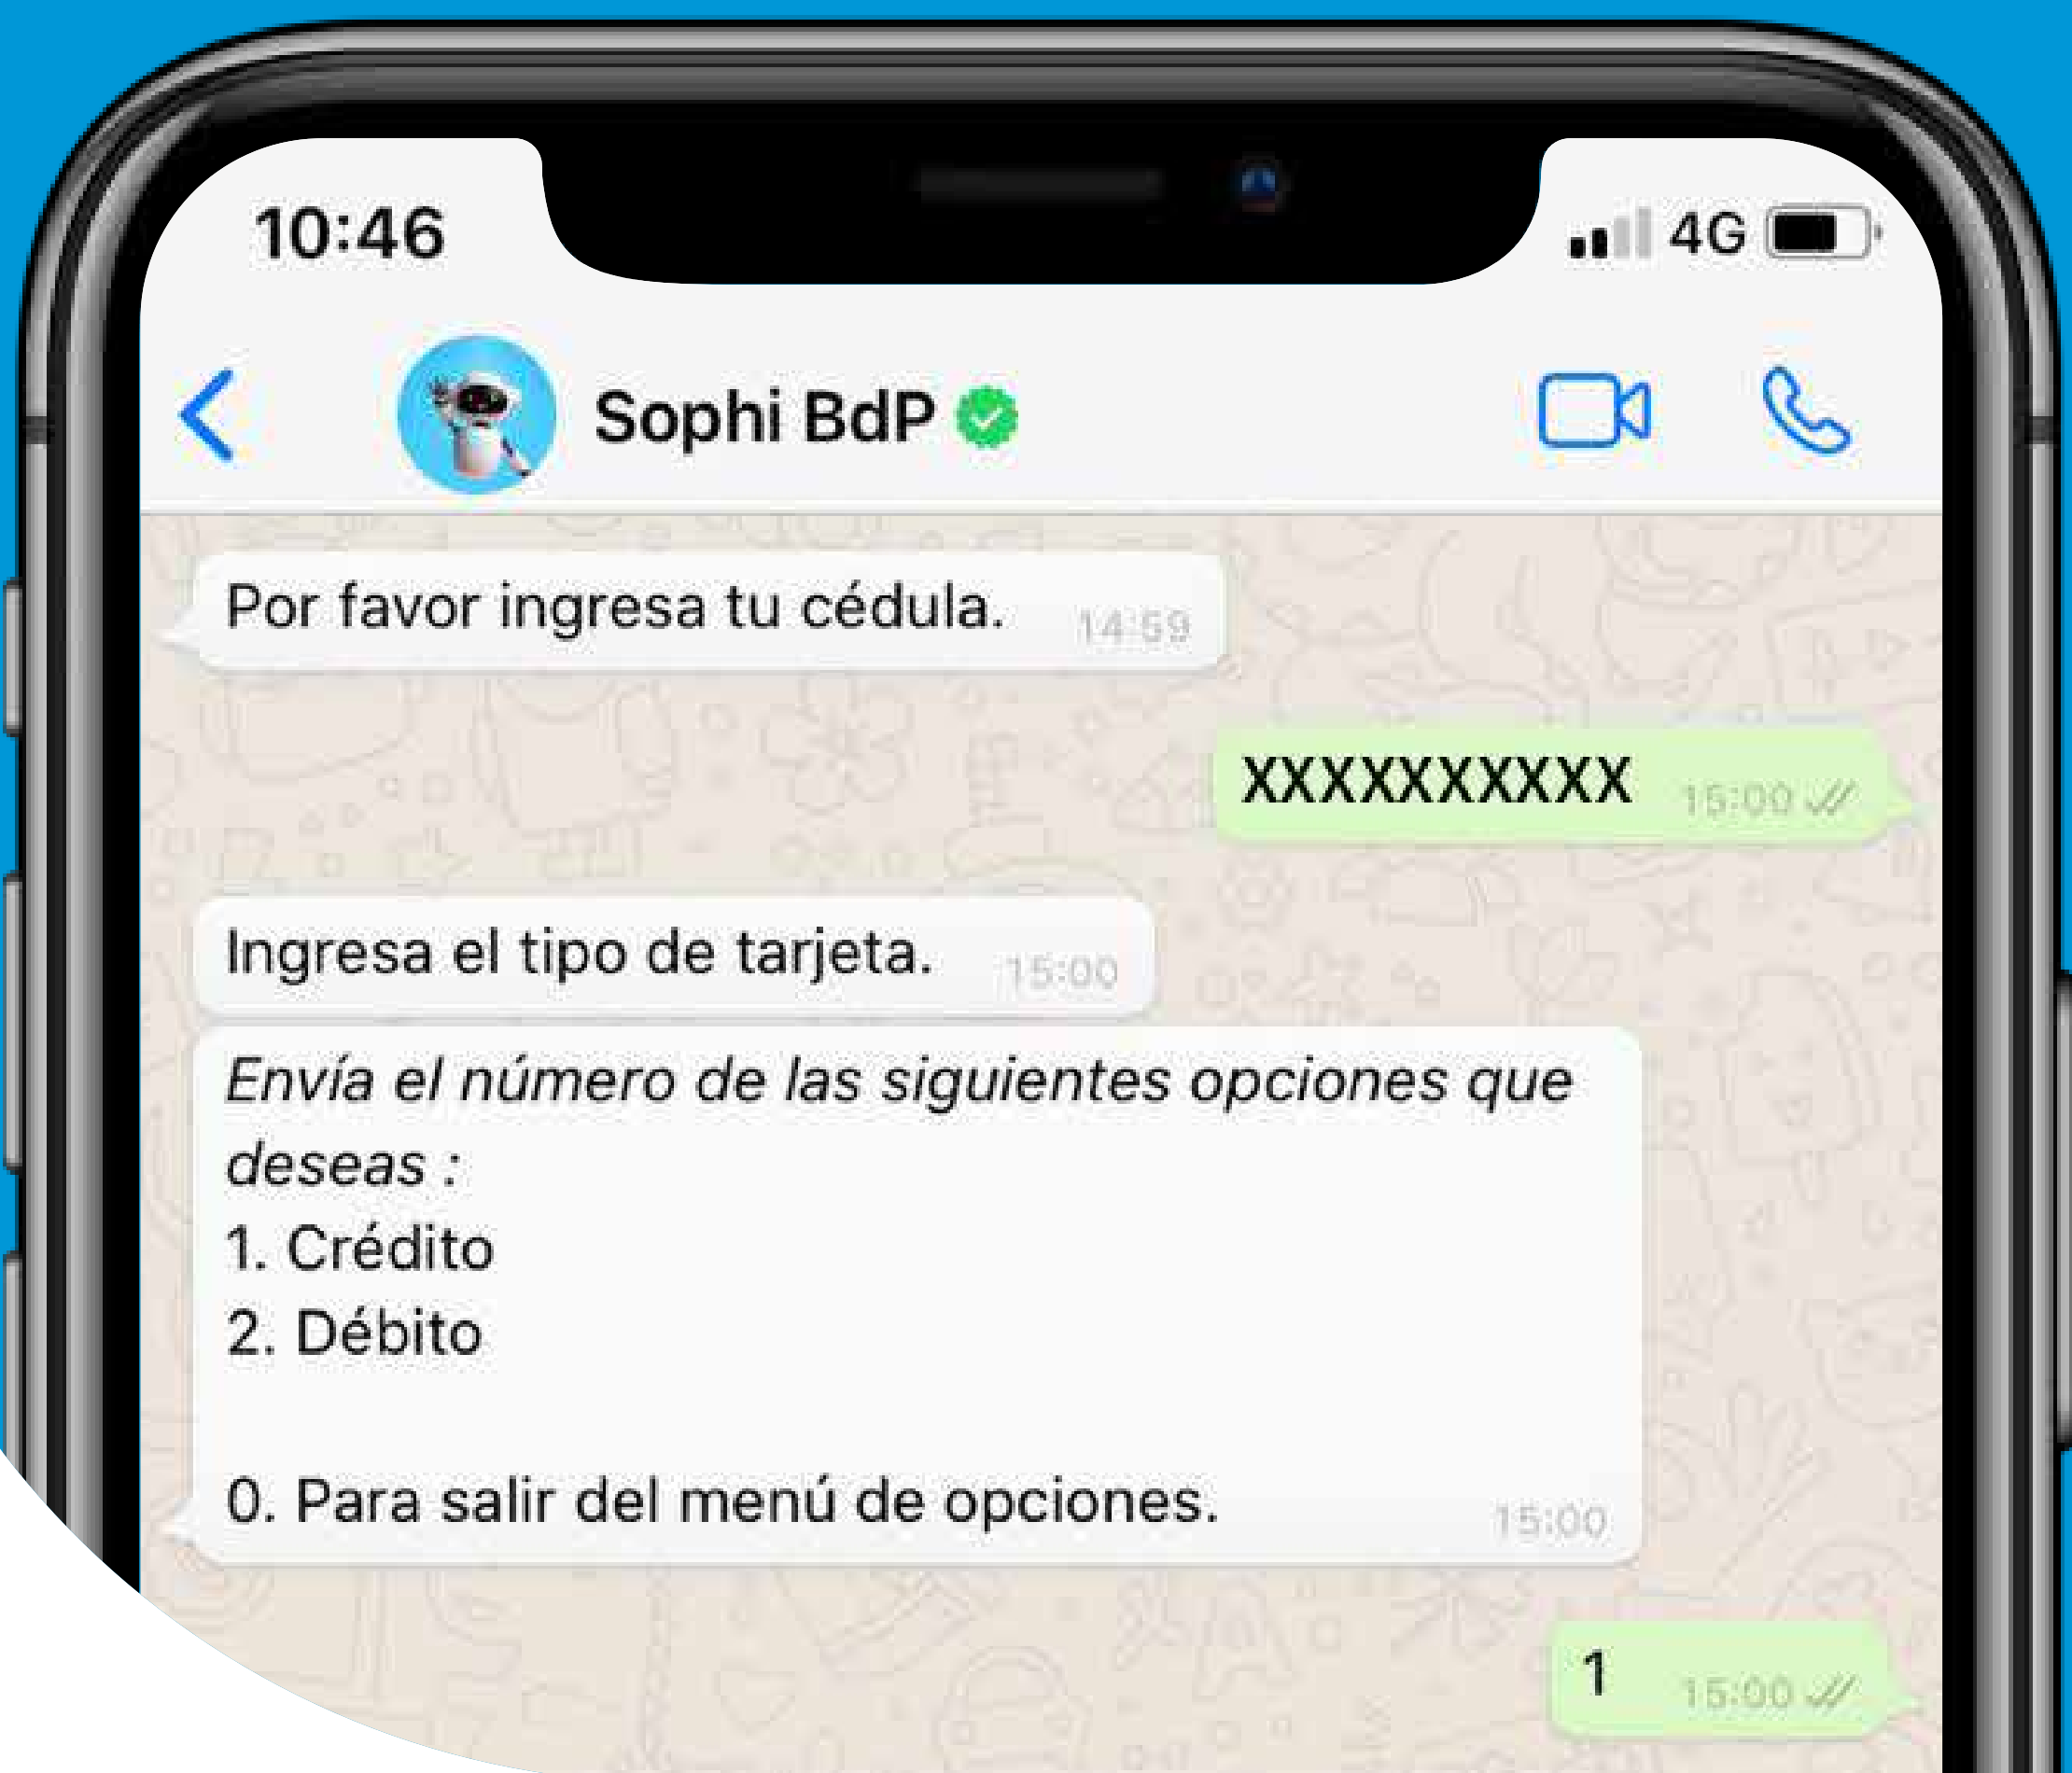 10:46
4G
Sophi BdP
Por favor ingresa tu cédula. 14:59
XXXXXXXXXX 15:00
Ingresa el tipo de tarjeta. 15:00
Envía el número de las siguientes opciones que
deseas :
1. Crédito
2. Débito
0. Para salir del menú de opciones. 15:00
1 15:00